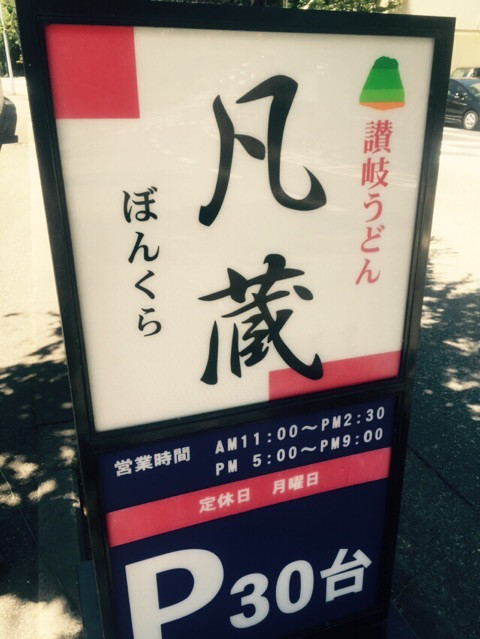 讃岐うどん
凡蔵
ぼんくら
営業時間 AM11:00～PM2:30
PM 5:00～PM9:00
定休日 月曜日
P30台